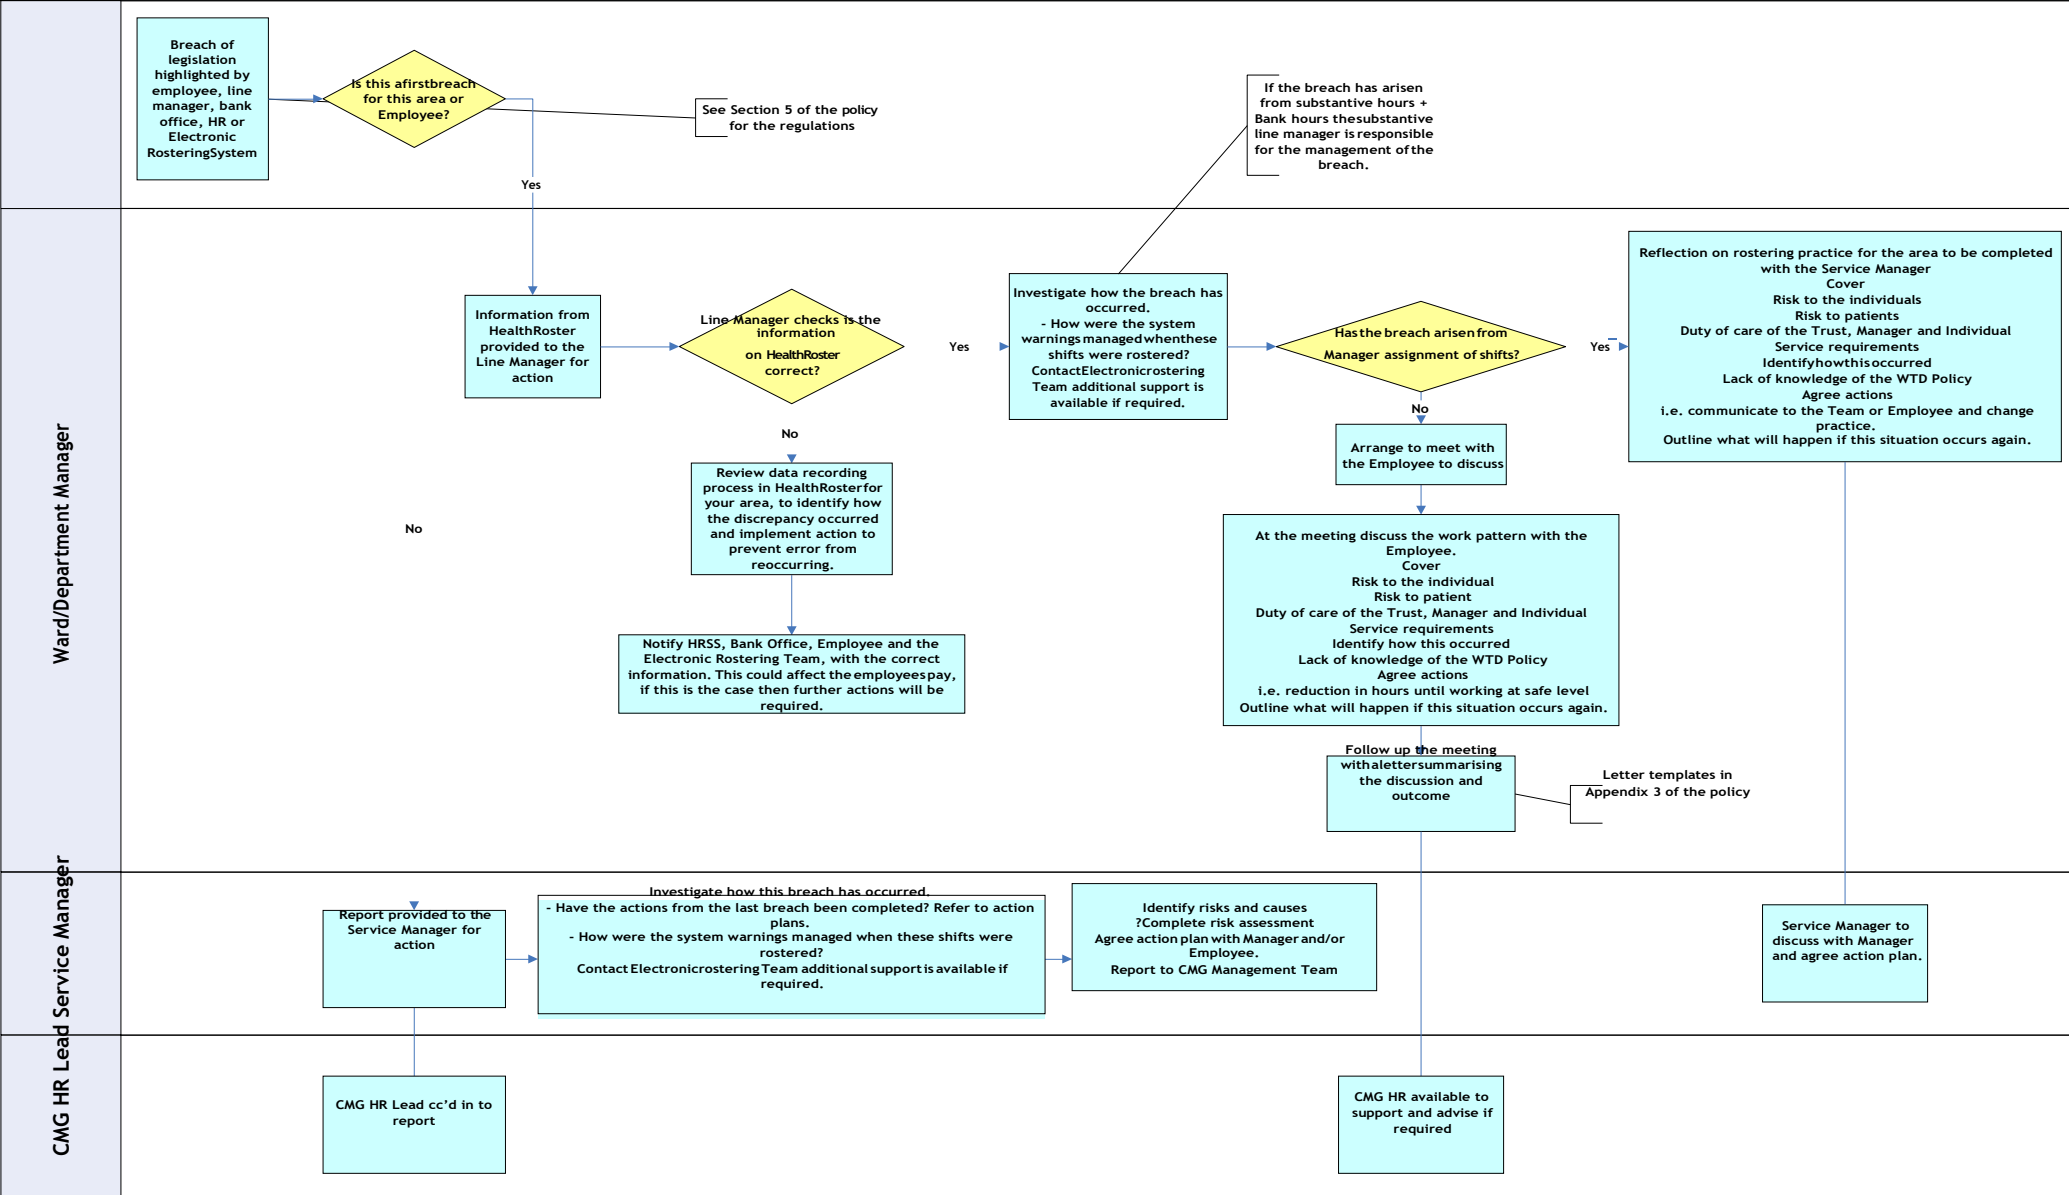 Breach of
legislation
highlighted by
employee, line
manager, bank
office, HR or
Electronic
RosteringSystem
Is this afirstbreach
for this area or
Employee?
See Section 5 of the policy
for the regulations
If the breach has arisen
from substantive hours +
Bank hours thesubstantive
line manager is responsible
for the management of the
breach.
Yes
Ward/Department Manager
Information from
HealthRoster
provided to the
Line Manager for
action
Line Manager checks is the
information
on HealthRoster
correct?
Yes
Investigate how the breach has
occurred.
- How were the system
warnings managed whenthese
shifts were rostered?
Contact Electronicrostering
Team additional support is
available if required.
Has the breach arisen from
Manager assignment of shifts?
Yes
Reflection on rostering practice for the area to be completed
with the Service Manager
Cover
Risk to the individuals
Risk to patients
Duty of care of the Trust, Manager and Individual
Service requirements
Identifyhowthisoccurred
Lack of knowledge of the WTD Policy
Agree actions
i.e. communicate to the Team or Employee and change
practice.
Outline what will happen if this situation occurs again.
No
No
Arrange to meet with
the Employee to discuss
Review data recording
process in HealthRosterfor
your area, to identify how
the discrepancy occurred
and implement action to
prevent error from
reoccurring.
No
At the meeting discuss the work pattern with the
Employee.
Cover
Risk to the individual
Risk to patient
Duty of care of the Trust, Manager and Individual
Service requirements
Identify how this occurred
Lack of knowledge of the WTD Policy
Agree actions
i.e. reduction in hours until working at safe level
Outline what will happen if this situation occurs again.
Notify HRSS, Bank Office, Employee and the
Electronic Rostering Team, with the correct
information. This could affect the employees pay,
if this is the case then further actions will be
required.
Follow up the meeting
withalettersummarising
the discussion and
outcome
Letter templates in
Appendix 3 of the policy
CMG HR Lead Service Manager
Report provided to the
Service Manager for
action
Investigate how this breach has occurred.
- Have the actions from the last breach been completed? Refer to action
plans.
- How were the system warnings managed when these shifts were
rostered?
Contact Electronicrostering Team additional support is available if
required.
Identify risks and causes
?Complete risk assessment
Agree action plan with Manager and/or
Employee.
Report to CMG Management Team
Service Manager to
discuss with Manager
and agree action plan.
CMG HR Lead cc’d in to
report
CMG HR available to
support and advise if
required